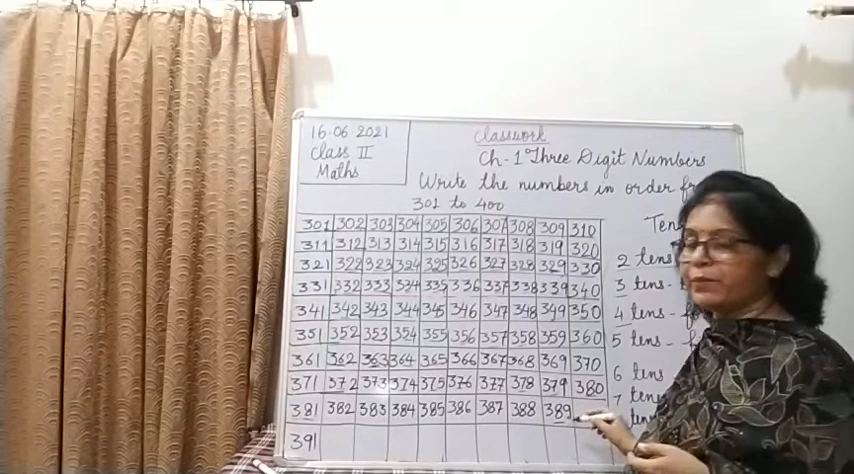 16.06.2021
Class II
Maths
Classwork
Ch-1 Three Digit Numbers
Write the numbers in order
301 to 400
301 302 303 304 305 306 307 308 309 310
311 312 313 314 315 316 317 318 319 320
321 322 323 324 325 326 327 328 329 330
331 332 333 334 335 336 337 338 339 340
341 342 343 344 345 346 347 348 349 350
351 352 353 354 355 356 357 358 359 360
361 362 363 364 365 366 367 368 369 370
371 372 373 374 375 376 377 378 379 380
381 382 383 384 385 386 387 388 389
391
2 tens
3 tens-
4 tens-
5 tens-
6 tens
7 tens